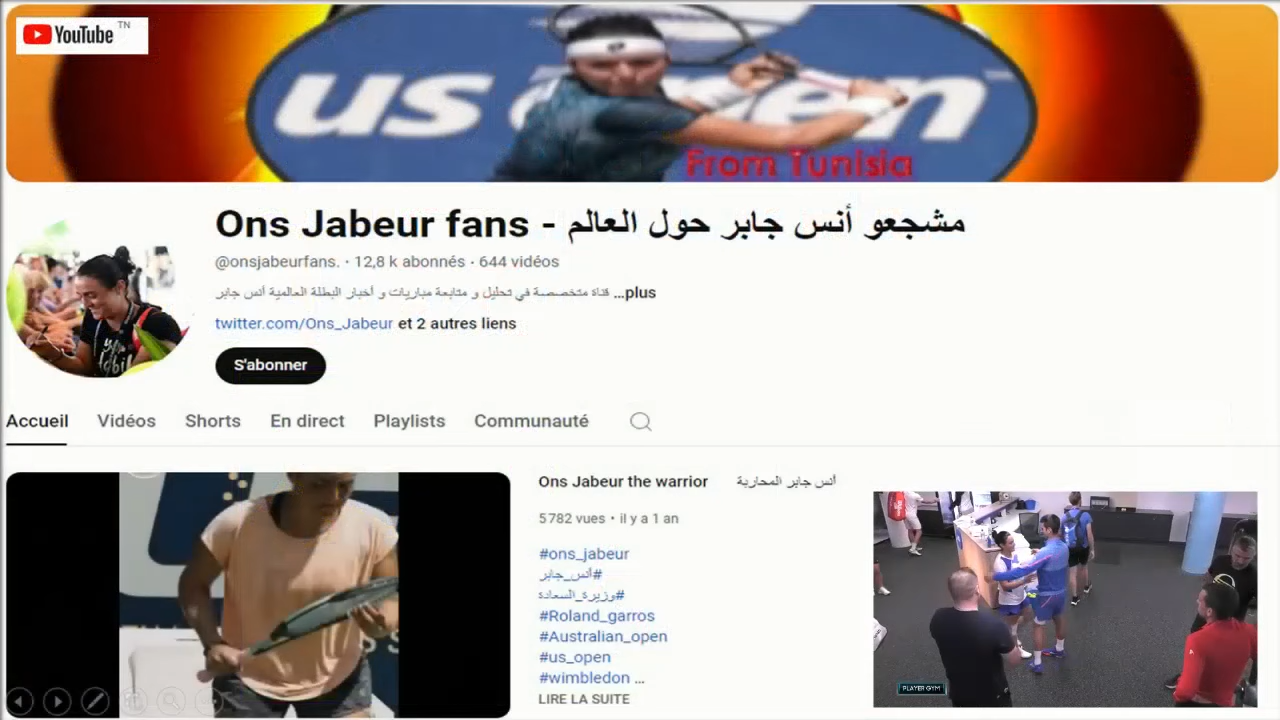 YouTube TN
us open
From Tunisia
Ons Jabeur fans - مشجعو أنس جابر حول العالم
@onsjabeurfans. · 12,8 k abonnés · 644 vidéos
قناة متخصصة في تحليل و متابعة مباريات و أخبار البطلة العالمية أنس جابر ...plus
twitter.com/Ons_Jabeur et 2 autres liens
S'abonner
Accueil Vidéos Shorts En direct Playlists Communauté
Ons Jabeur the warrior أنس جابر المحاربة
5 782 vues · il y a 1 an
#ons_jabeur
#أنس_جابر
#وزيرة_السعادة
#Roland_garros
#Australian_open
#us_open
#wimbledon ...
LIRE LA SUITE
PLAYER GYM